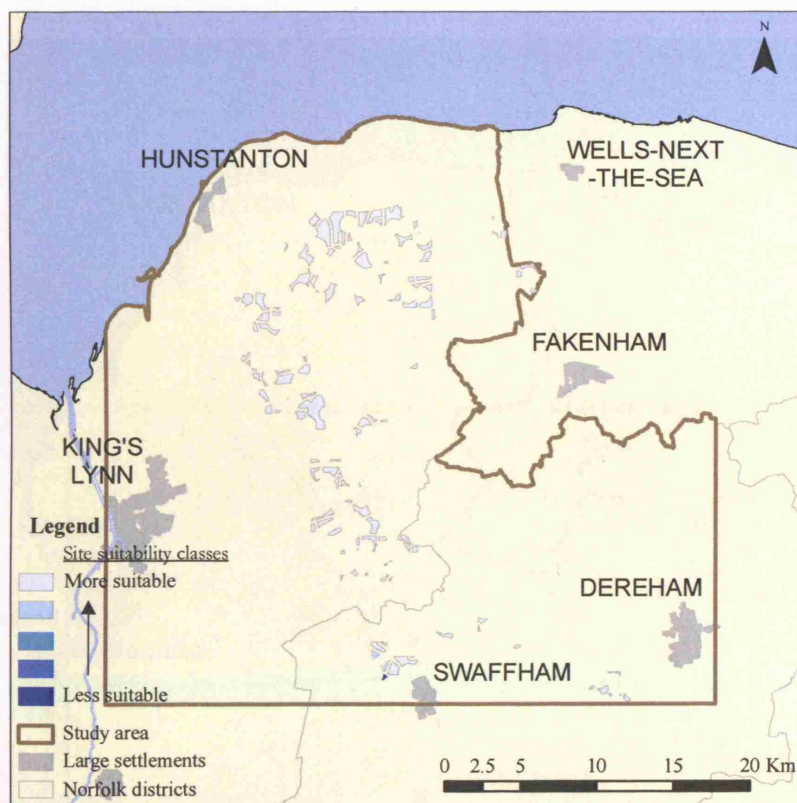 N
HUNSTANTON
WELLS-NEXT
-THE-SEA
FAKENHAM
KING'S
LYNN
Legend
Site suitability classes
More suitable
Less suitable
Study area
Large settlements
Norfolk districts
DEREHAM
SWAFFHAM
0 2.5 5 10 15 20 Km